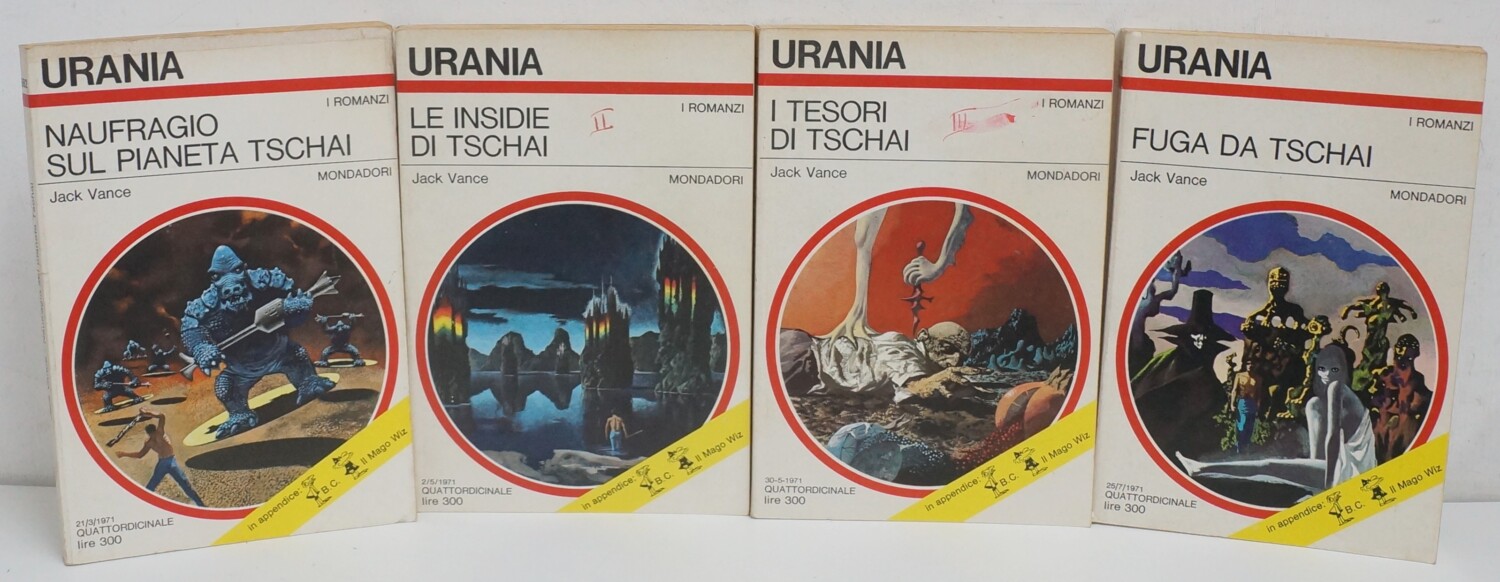 URANIA
I ROMANZI
NAUFRAGIO
SUL PIANETA TSCHAI
MONDADORI
Jack Vance
in appendice: B.C. Il Mago Wiz
21/3/1971
QUATTORDICINALE
lire 300
URANIA
I ROMANZI
LE INSIDIE
DI TSCHAI
II
Jack Vance
MONDADORI
in appendice: B.C. Il Mago Wiz
2/5/1971
QUATTORDICINALE
lire 300
URANIA
I ROMANZI
I TESORI
DI TSCHAI
III
Jack Vance
MONDADORI
in appendice: B.C. Il Mago Wiz
30-5-1971
QUATTORDICINALE
lire 300
URANIA
I ROMANZI
FUGA DA TSCHAI
Jack Vance
MONDADORI
in appendice: B.C. Il Mago Wiz
25/7/1971
QUATTORDICINALE
lire 300